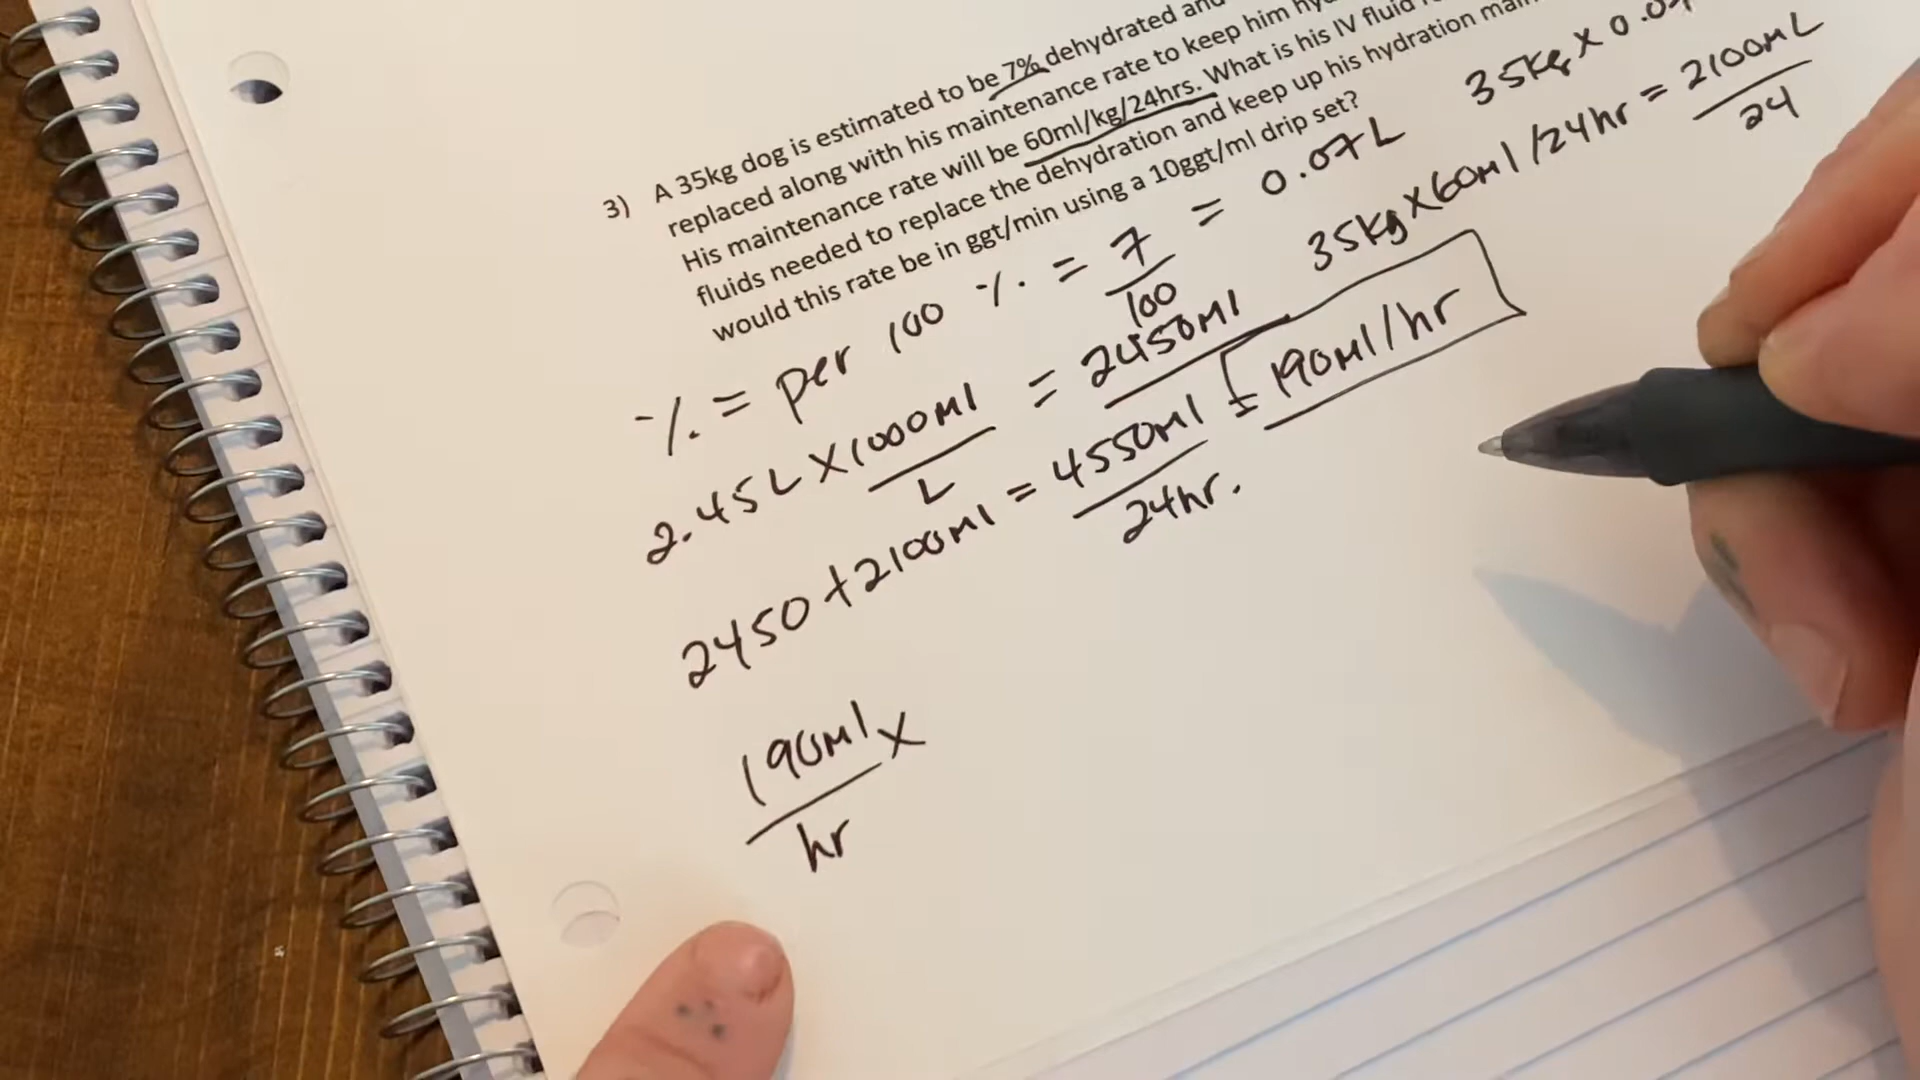 3) A 35kg dog is estimated to be 7% dehydrated and
replaced along with his maintenance rate to keep him
His maintenance rate will be 60ml/kg/24hrs. What is his IV fluid
fluids needed to replace the dehydration and keep up his hydration
would this rate be in ggt/min using a 10ggt/ml drip set?
35kg x 0.0
% = per 100 % = 7/100 = 0.07L
35kg x 60ml/24hr = 2100mL/24
2.45L x 1000ml/L = 2450ml
2450 + 2100ml = 4550ml/24hr. = 190ml/hr
190ml/hr x